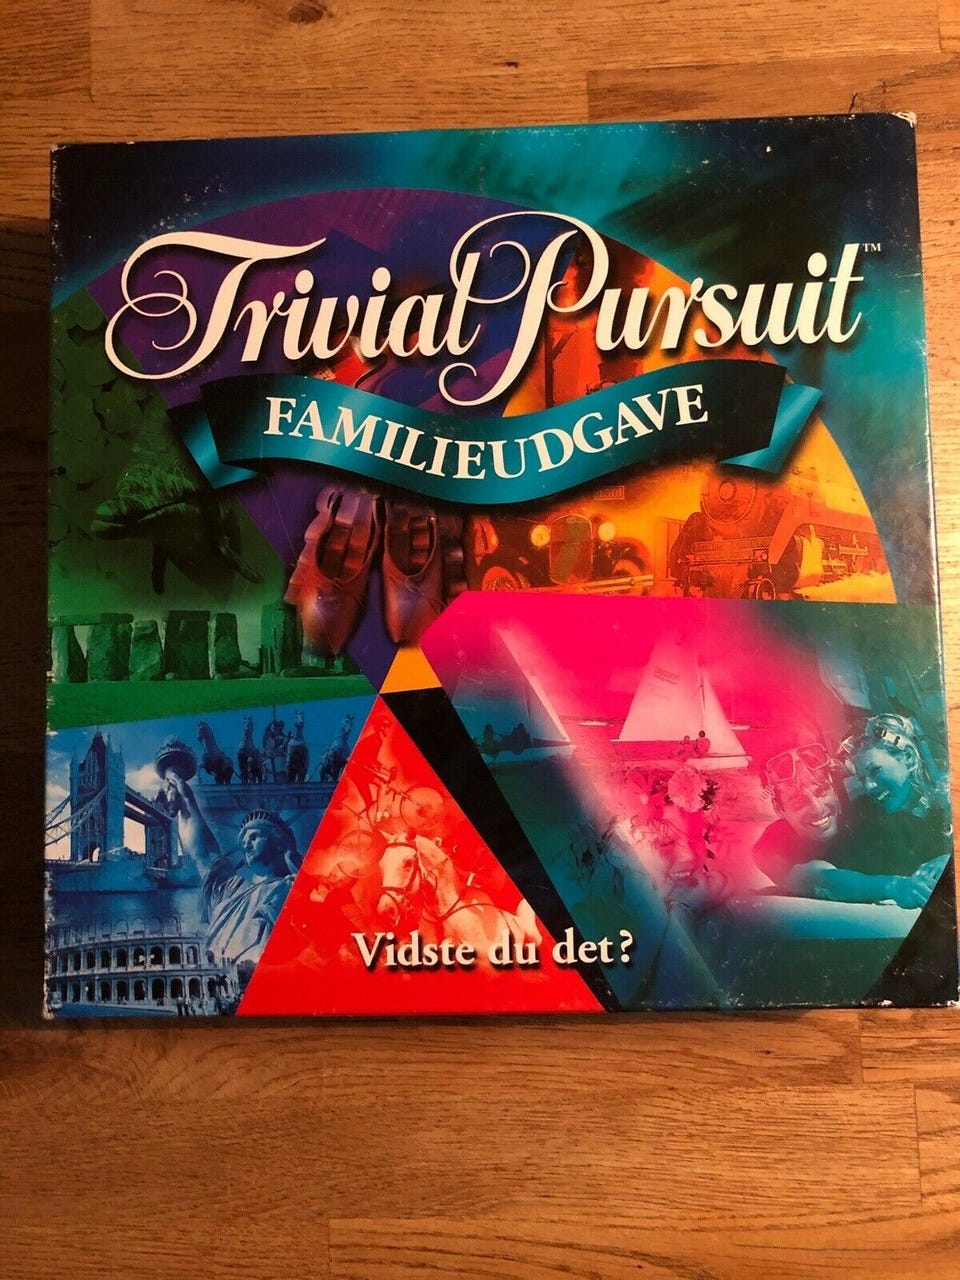 Trivial Pursuit™
FAMILIEUDGAVE
Vidste du det?